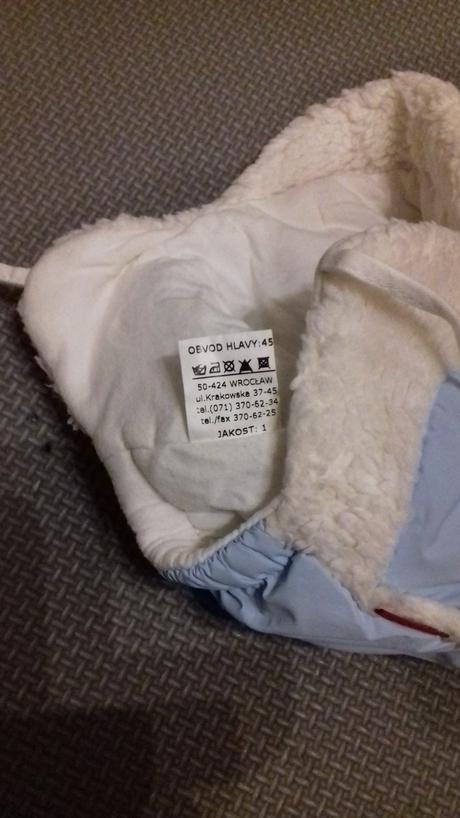 OBVOD HLAVY:45
50-424 WROCŁAW
ul.Krakowska 37-45
tel.(071) 370-62-34
tel./fax 370-62-25
JAKOST: 1